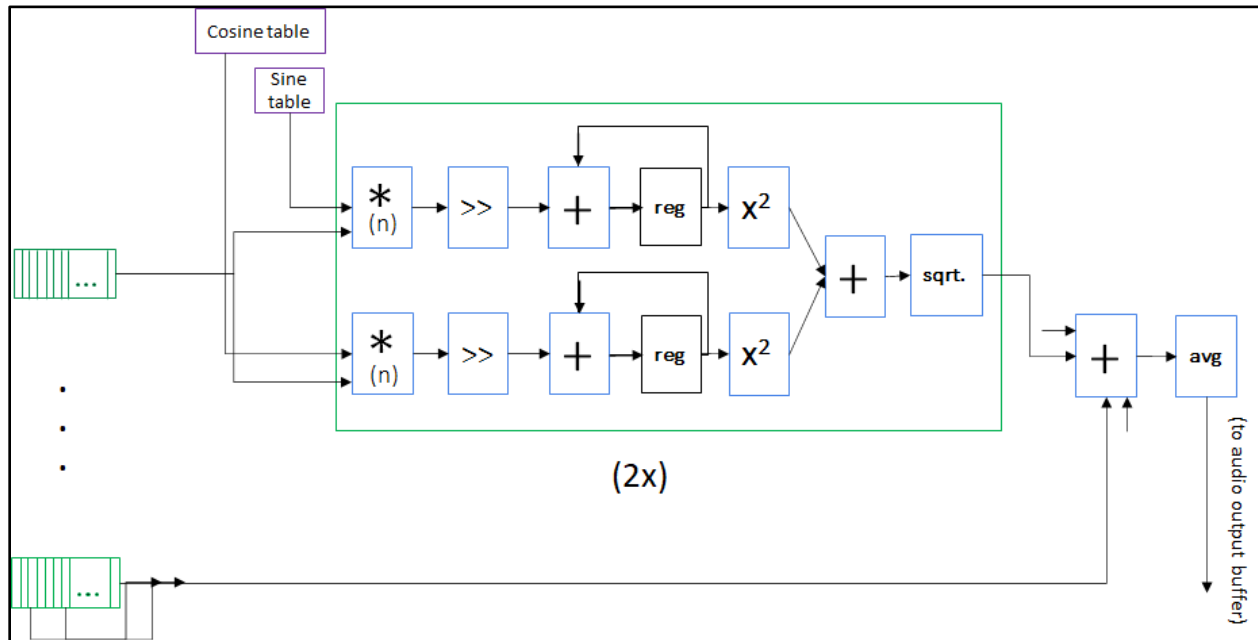 Cosine table
Sine
table
*
(n)
>>
+
reg
x²
+
sqrt.
...
*
(n)
>>
+
reg
x²
+
avg
(2x)
...
(to audio output buffer)